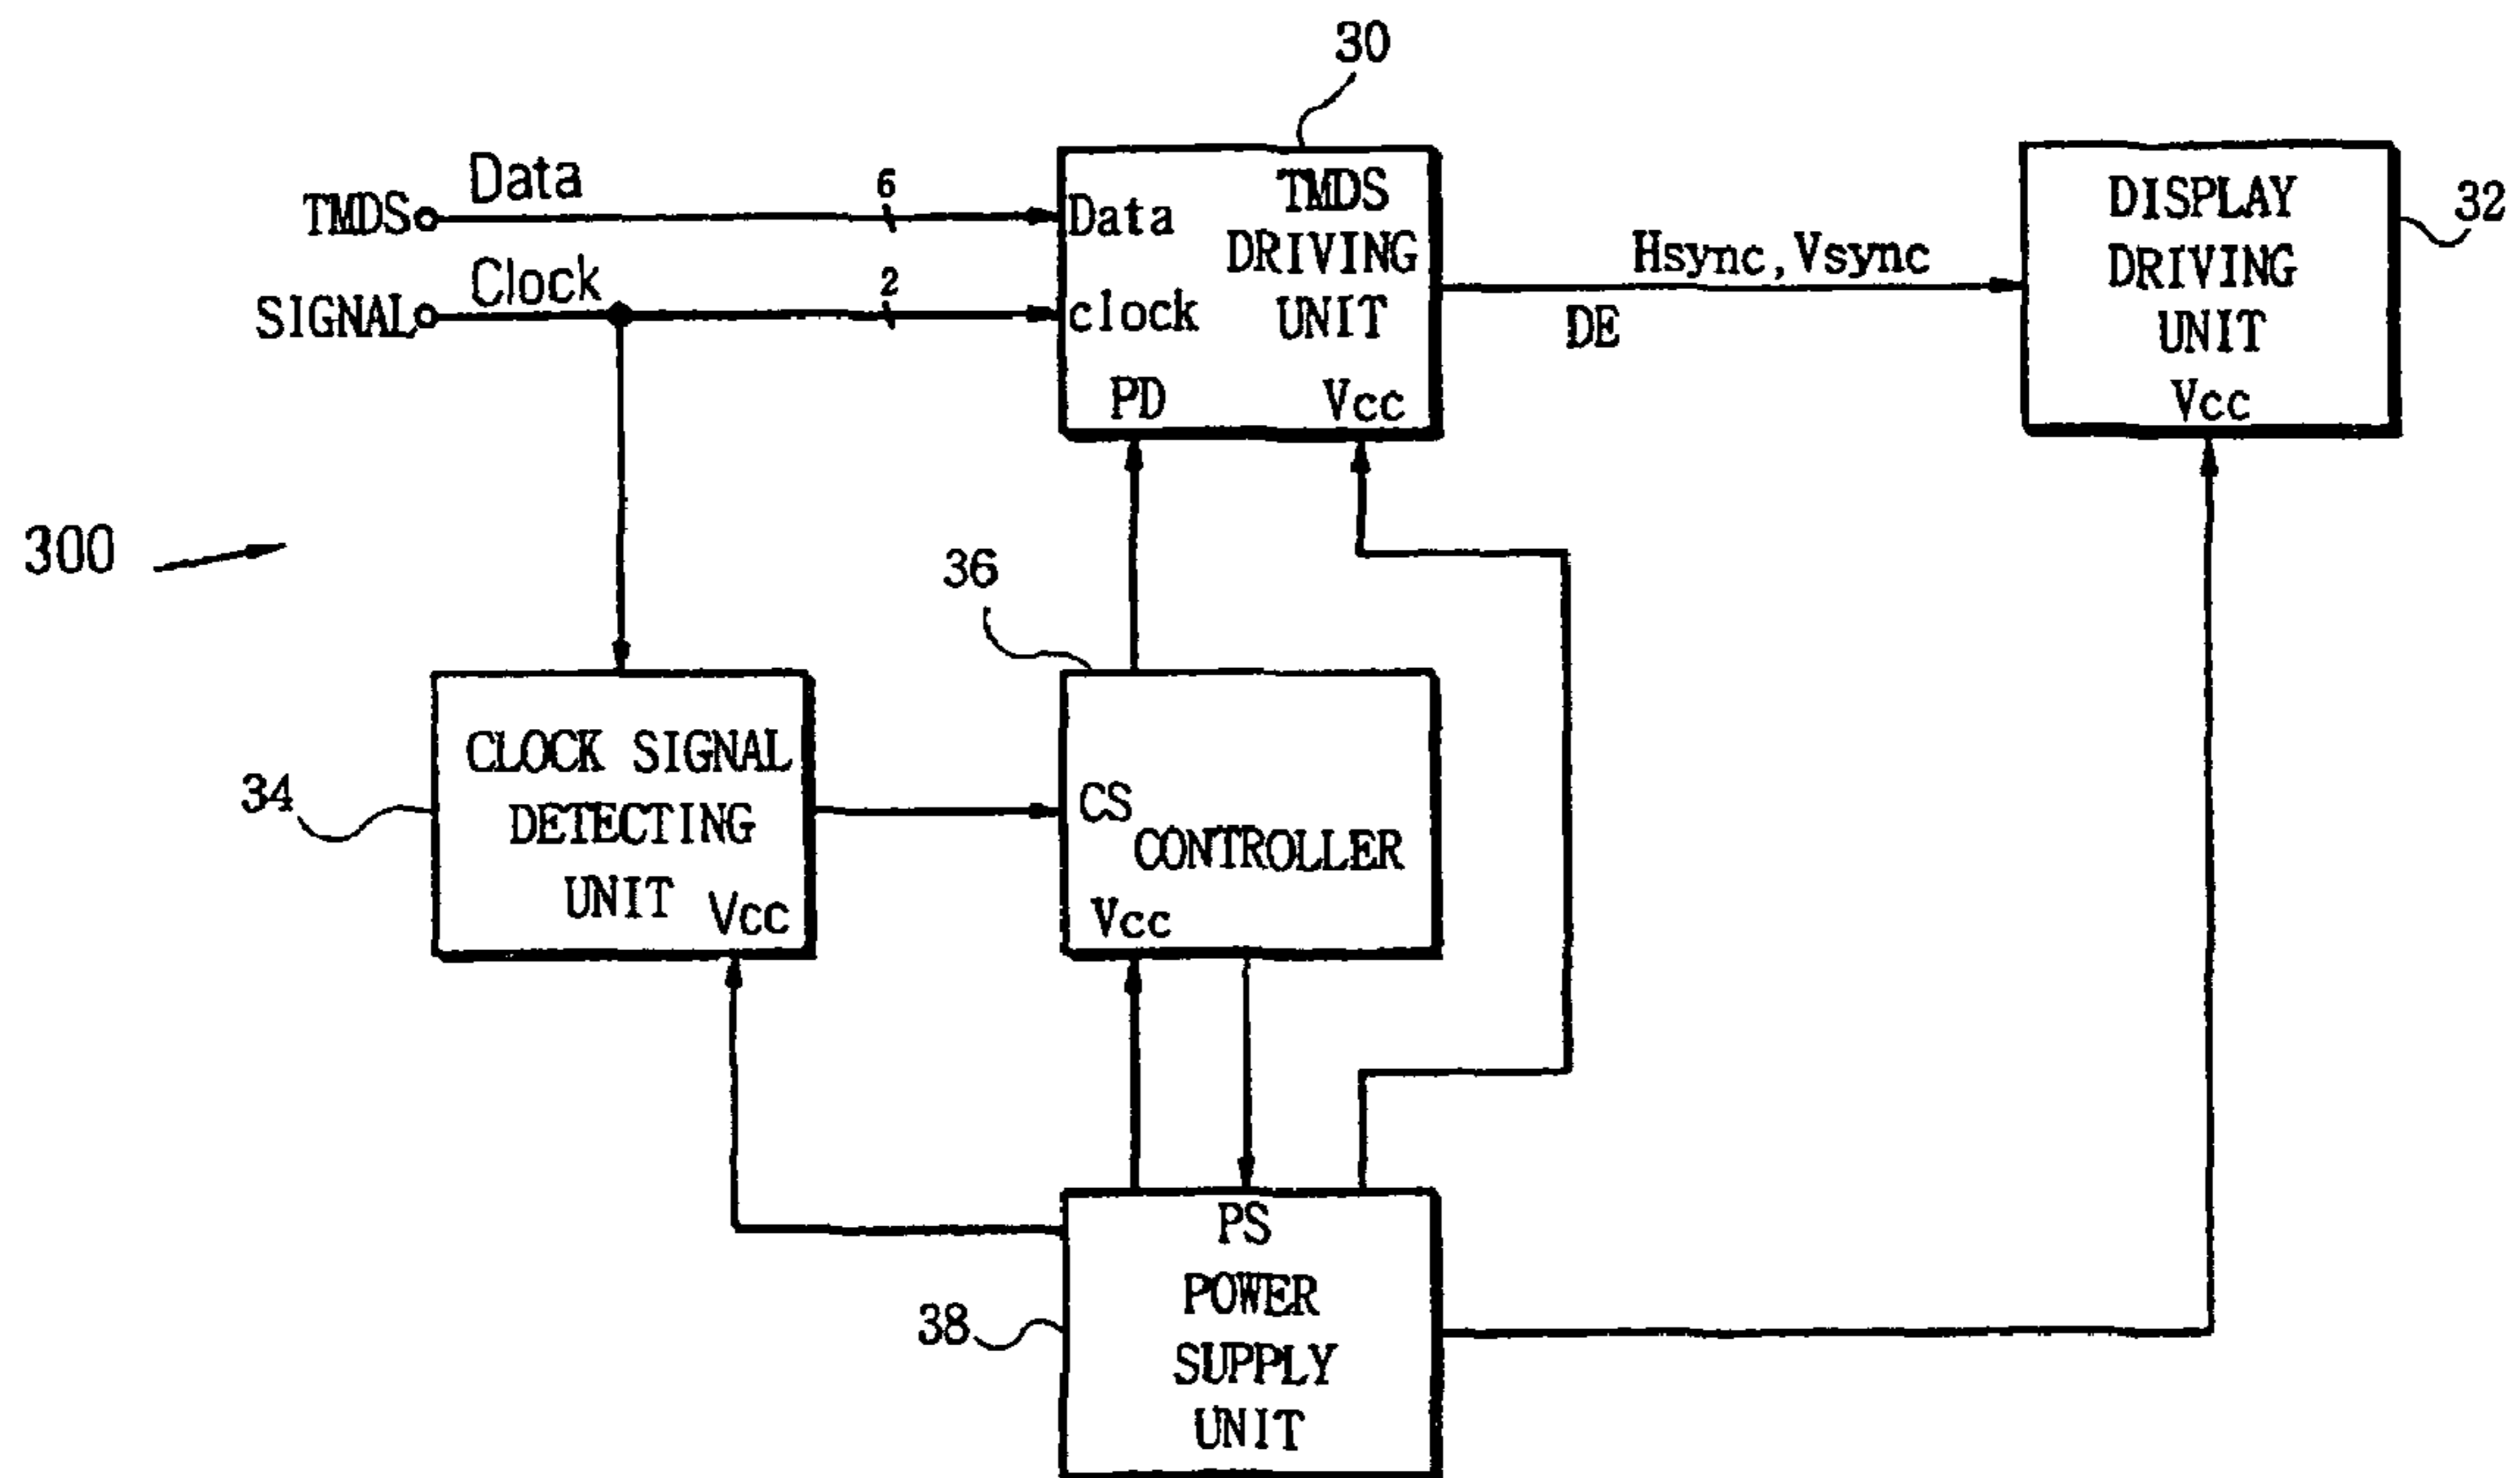 30
Data
6
TMDS
Data
TMDS
DRIVING
UNIT
DISPLAY
DRIVING
UNIT
Vcc
32
Hsync,Vsync
DE
Clock
2
SIGNAL
clock
PD
Vcc
300
36
34
CLOCK SIGNAL
DETECTING
UNIT
Vcc
CS
CONTROLLER
Vcc
PS
38
POWER
SUPPLY
UNIT